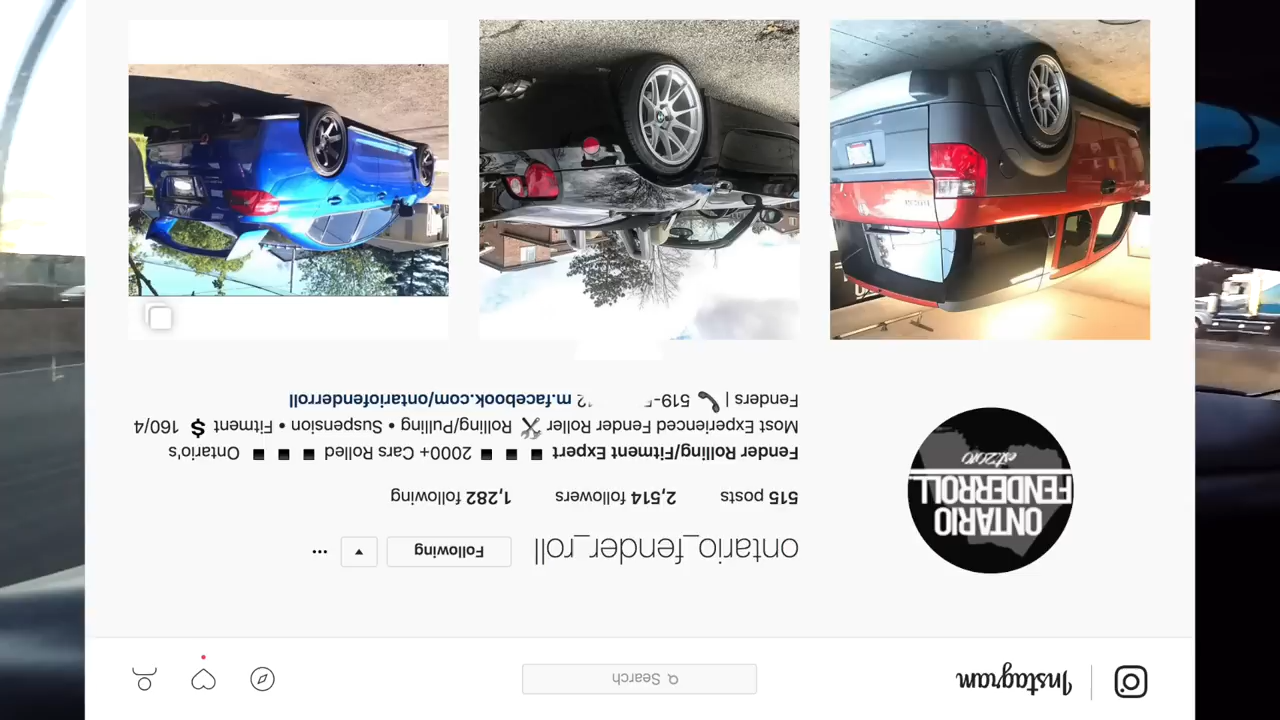 Instagram
Search
ontario_fender_roll Following
515 posts 2,514 followers 1,282 following
Fender Rolling/Fitment Expert ◾◾◾ 2000+ Cars Rolled ◾◾◾ Ontario's
Most Experienced Fender Roller Rolling/Pulling • Suspension • Fitment 💲 160/4
Fenders | 519-5 m.facebook.com/ontariofenderroll
ONTARIO
FENDERROLL
est.2010